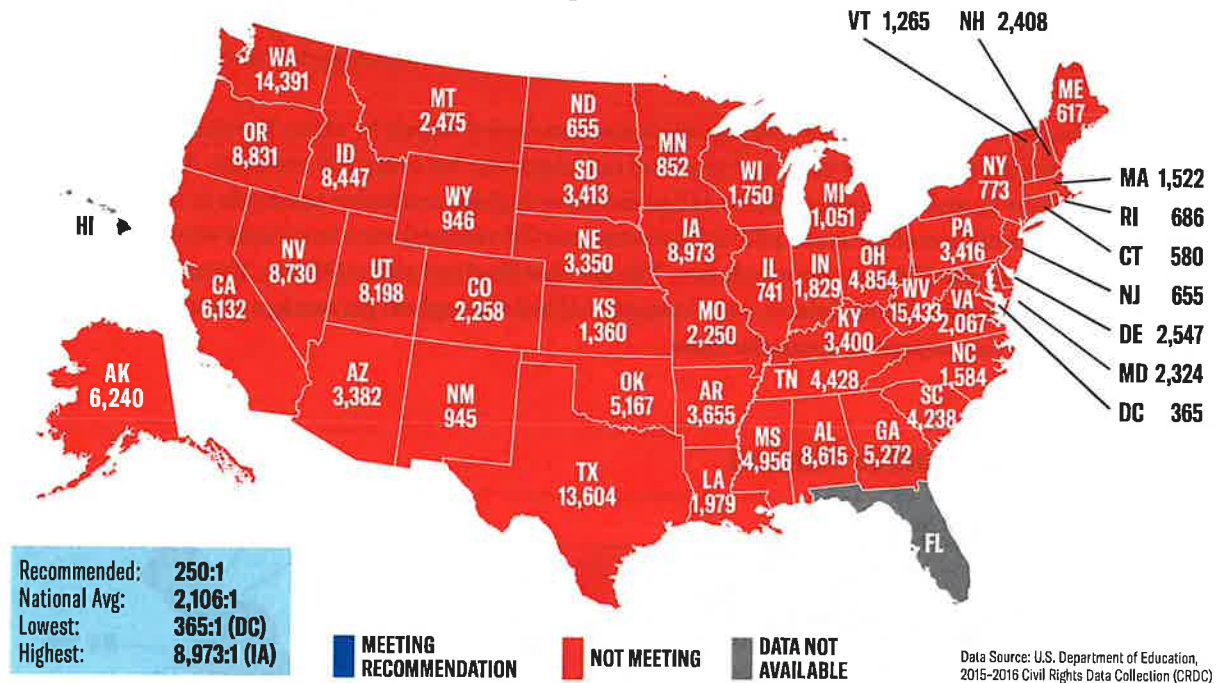 VT 1,265 NH 2,408
WA
14,391
MT
2,475
ND
655
ME
617
OR
8,831
ID
8,447
MN
852
WI
1,750
NY
773
SD
3,413
MI
1,051
MA 1,522
WY
946
RI 686
HI
IA
8,973
PA
3,416
NE
3,350
CT 580
NV
8,730
IL
741
IN
1,829
OH
4,854
UT
8,198
CA
6,132
CO
2,258
WV
15,433
VA
2,067
NJ 655
KS
1,360
MO
2,250
KY
3,400
DE 2,547
NC
1,584
MD 2,324
AK
6,240
AZ
3,382
NM
945
OK
5,167
AR
3,655
TN 4,428
SC
4,238
DC 365
MS
4,956
AL
8,615
GA
5,272
TX
13,604
LA
1,979
FL
Recommended: 250:1
National Avg: 2,106:1
Lowest: 365:1 (DC)
Highest: 8,973:1 (IA)
MEETING
RECOMMENDATION
NOT MEETING
DATA NOT
AVAILABLE
Data Source: U.S. Department of Education,
2015-2016 Civil Rights Data Collection (CRDC)